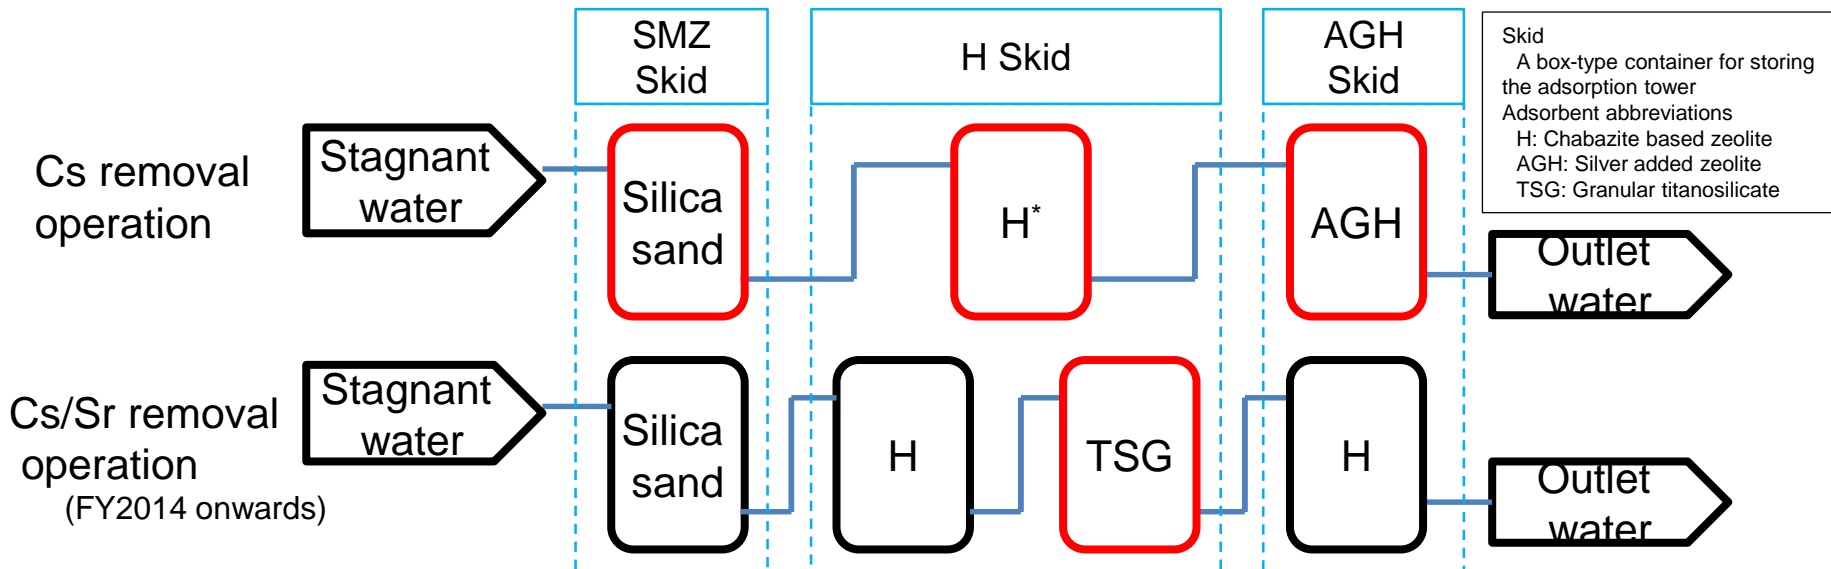 SMZ
Skid
H Skid
AGH
Skid
Skid
A box-type container for storing
the adsorption tower
Adsorbent abbreviations
H: Chabazite based zeolite
AGH: Silver added zeolite
TSG: Granular titanosilicate
Cs removal
operation
Stagnant
water
Silica
sand
H*
AGH
Outlet
water
Cs/Sr removal
operation
(FY2014 onwards)
Stagnant
water
Silica
sand
H
TSG
H
Outlet
water